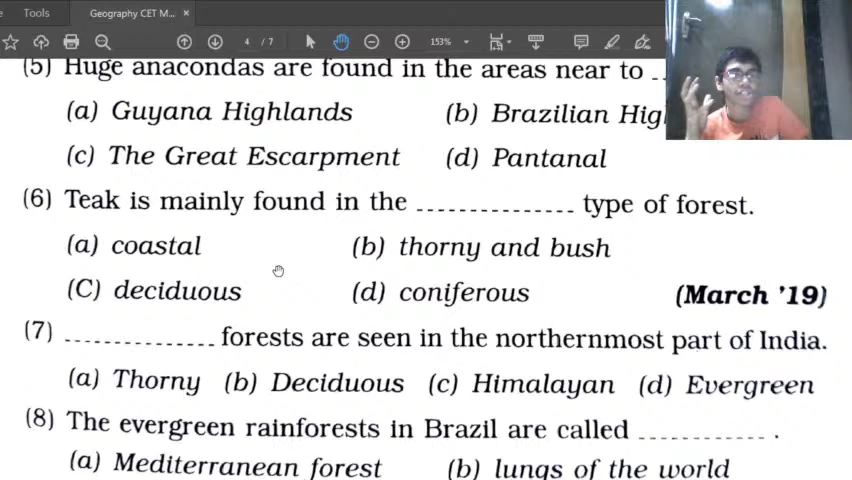 Tools
Geography CET M... ×
4 / 7
153%
(5) Huge anacondas are found in the areas near to
(a) Guyana Highlands (b) Brazilian
(c) The Great Escarpment (d) Pantanal
(6) Teak is mainly found in the _______________ type of forest.
(a) coastal (b) thorny and bush
(C) deciduous (d) coniferous (March ’19)
(7) ______________ forests are seen in the northernmost part of India.
(a) Thorny (b) Deciduous (c) Himalayan (d) Evergreen
(8) The evergreen rainforests in Brazil are called ____________ .
(a) Mediterranean forest (b) lungs of the world